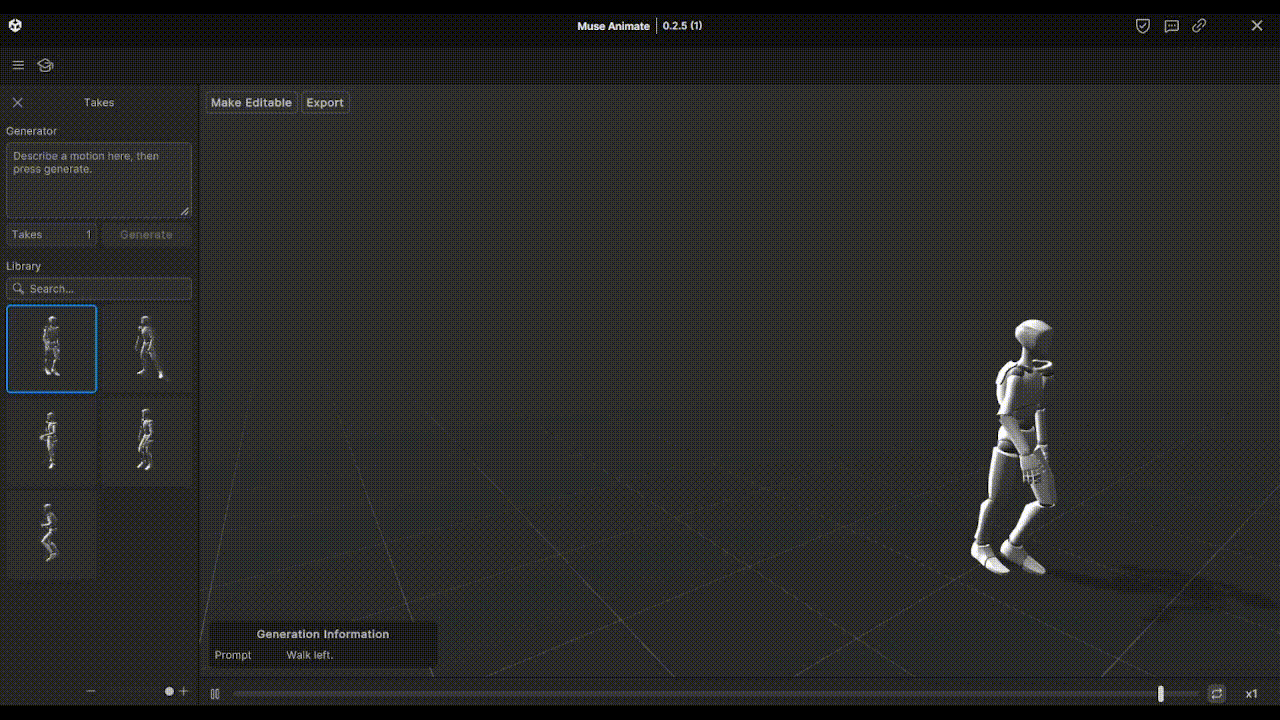 Muse Animate | 0.2.5 (1)
Takes
Make Editable
Export
Generator
Describe a motion here, then
press generate.
Takes 1
Generate
Library
Search...
Generation Information
Prompt Walk left.
x1